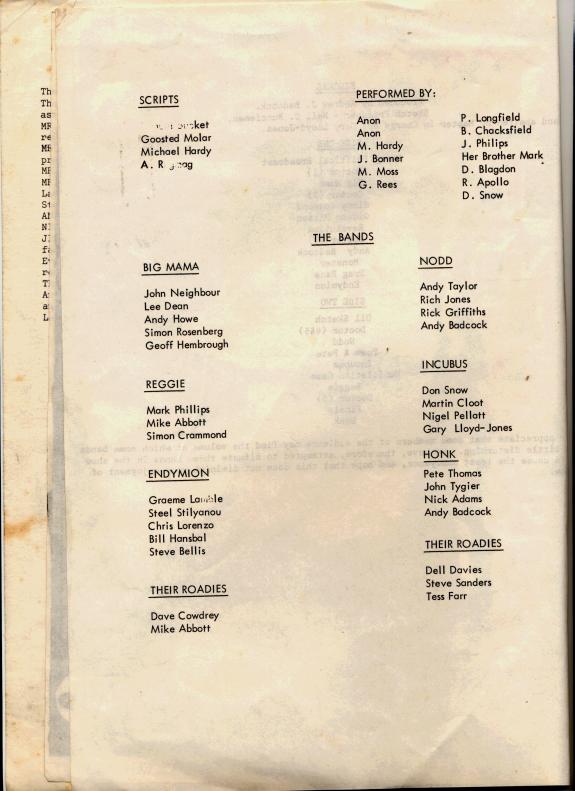 SCRIPTS
Goosted Molar
Michael Hardy
A.
PERFORMED BY:
Anon
Anon
M. Hardy
J. Bonner
M. Moss
G. Rees
P. Longfield
B. Chacksfield
J. Philips
Her Brother Mark
D. Blagdon
R. Apollo
D. Snow
THE BANDS
BIG MAMA
John Neighbour
Lee Dean
Andy Howe
Simon Rosenberg
Geoff Hembrough
REGGIE
Mark Phillips
Mike Abbott
Simon Crammond
ENDYMION
Graeme
Steel Stilyanou
Chris Lorenzo
Bill Hansbal
Steve Bellis
THEIR ROADIES
Dave Cowdrey
Mike Abbott
NODD
Andy Taylor
Rich Jones
Rick Griffiths
Andy Badcock
INCUBUS
Don Snow
Martin Cloot
Nigel Pellatt
Gary Lloyd-Jones
HONK
Pete Thomas
John Tygier
Nick Adams
Andy Badcock
THEIR ROADIES
Dell Davies
Steve Sanders
Tess Farr